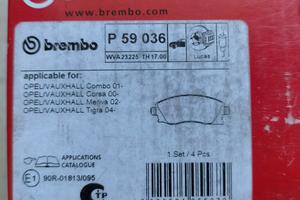 www.brembo.com
brembo
P 59 036
WVA 23225 TH 17.00
Lucas
applicable for:
OPEL/VAUXHALL Combo 01-
OPEL/VAUXHALL Corsa 00-
OPEL/VAUXHALL Meriva 02-
OPEL/VAUXHALL Tigra 04-
1 Set / 4 Pcs.
APPLICATIONS
CATALOGUE
E1 90R-01813/095